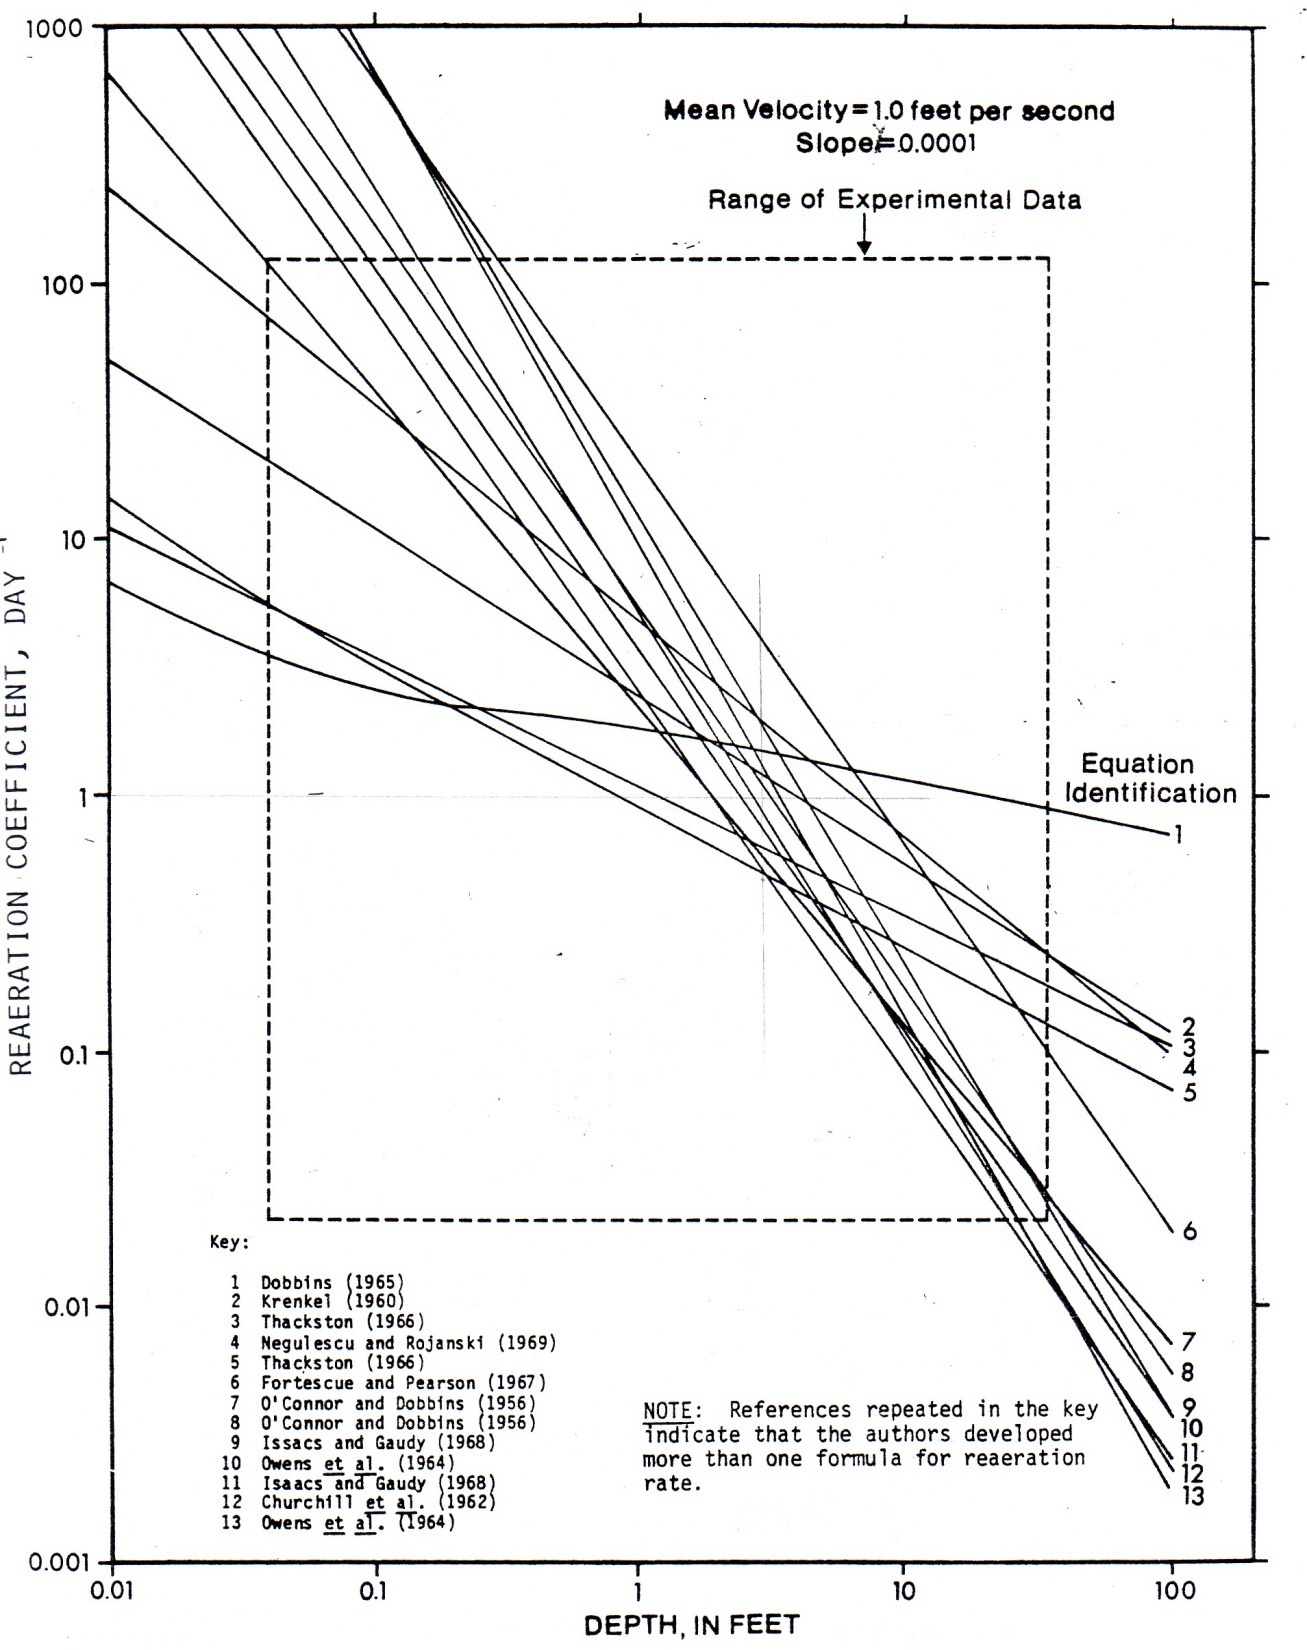 1000
100
10
1
0.1
0.01
0.001
REAERATION COEFFICIENT, DAY -1
Mean Velocity=1.0 feet per second
Slope=0.0001
Range of Experimental Data
Equation
Identification
1
2
3
4
5
6
7
8
9
10
11
12
13
Key:
1 Dobbins (1965)
2 Krenkel (1960)
3 Thackston (1966)
4 Negulescu and Rojanski (1969)
5 Thackston (1966)
6 Fortescue and Pearson (1967)
7 O'Connor and Dobbins (1956)
8 O'Connor and Dobbins (1956)
9 Issacs and Gaudy (1968)
10 Owens et al. (1964)
11 Isaacs and Gaudy (1968)
12 Churchill et al. (1962)
13 Owens et al. (1964)
NOTE: References repeated in the key
indicate that the authors developed
more than one formula for reaeration
rate.
0.01 0.1 1 10 100
DEPTH, IN FEET